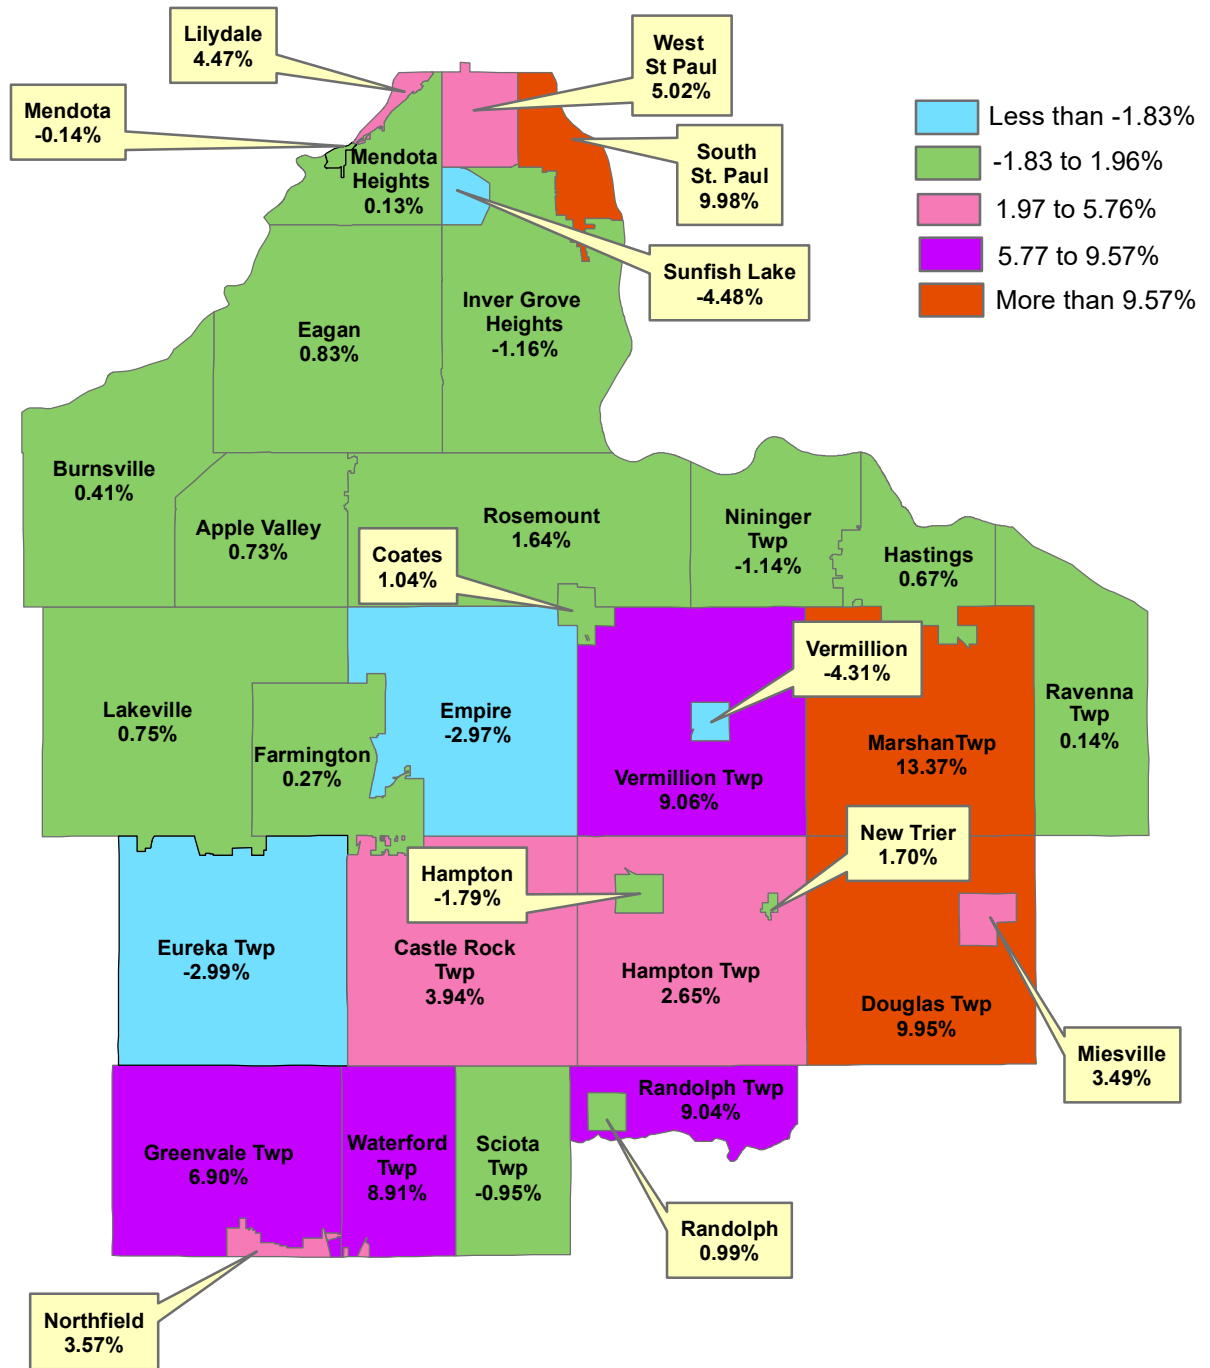 Lilydale
4.47%
West
St Paul
5.02%
Mendota
-0.14%
Less than -1.83%
-1.83 to 1.96%
1.97 to 5.76%
5.77 to 9.57%
More than 9.57%
South
St. Paul
9.98%
Mendota
Heights
0.13%
Sunfish Lake
-4.48%
Inver Grove
Heights
-1.16%
Eagan
0.83%
Burnsville
0.41%
Apple Valley
0.73%
Rosemount
1.64%
Coates
1.04%
Nininger
Twp
-1.14%
Hastings
0.67%
Vermillion
-4.31%
Ravenna
Twp
0.14%
Lakeville
0.75%
Farmington
0.27%
Empire
-2.97%
Vermillion Twp
9.06%
MarshanTwp
13.37%
New Trier
1.70%
Hampton
-1.79%
Eureka Twp
-2.99%
Castle Rock
Twp
3.94%
Hampton Twp
2.65%
Douglas Twp
9.95%
Miesville
3.49%
Randolph Twp
9.04%
Greenvale Twp
6.90%
Waterford
Twp
8.91%
Sciota
Twp
-0.95%
Randolph
0.99%
Northfield
3.57%